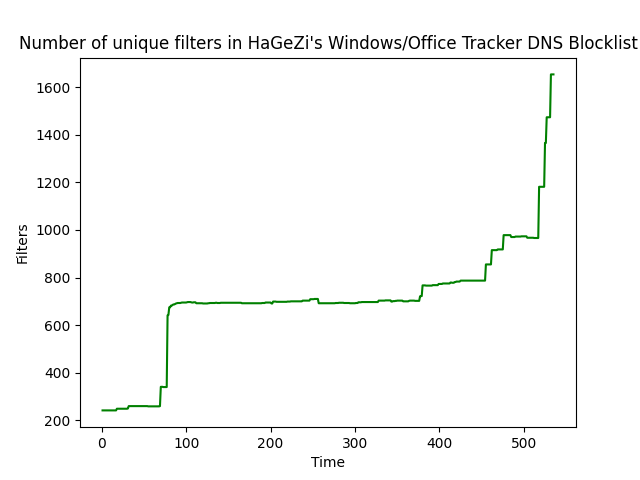 Number of unique filters in HaGeZi's Windows/Office Tracker DNS Blocklist
1600
1400
1200
1000
800
600
400
200
Filters
0 100 200 300 400 500
Time